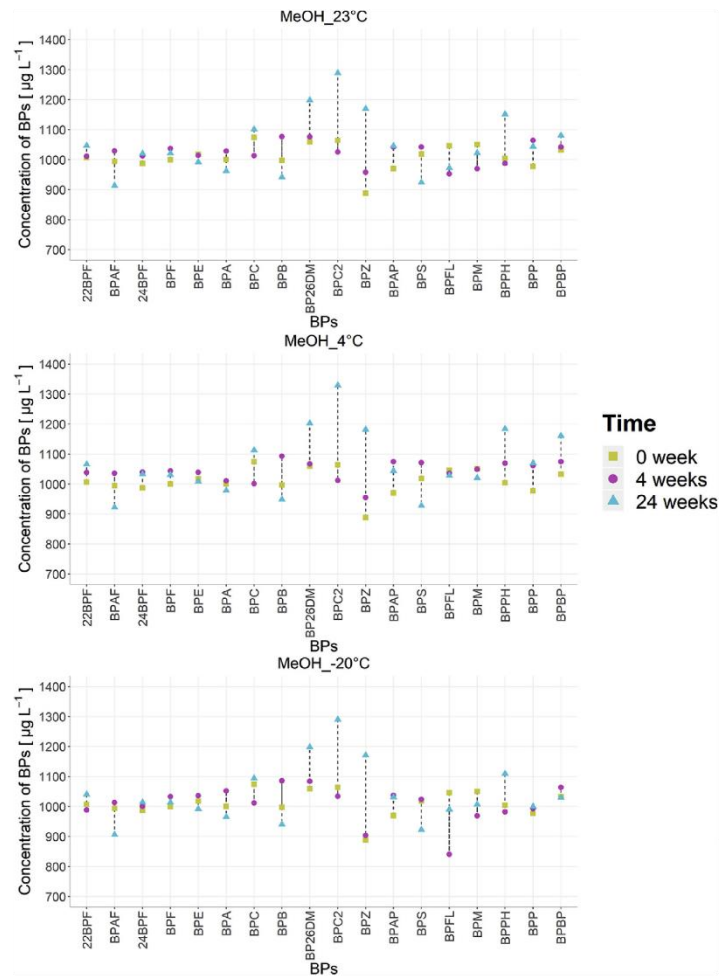 MeOH_23°C
Concentration of BPs [ µg L⁻¹ ]
1400
1300
1200
1100
1000
900
800
700
22BPF
BPAF
24BPF
BPF
BPE
BPA
BPC
BPB
BP26DM
BPC2
BPZ
BPAP
BPS
BPFL
BPM
BPPH
BPP
BPBP
BPs
MeOH_4°C
Concentration of BPs [ µg L⁻¹ ]
1400
1300
1200
1100
1000
900
800
700
22BPF
BPAF
24BPF
BPF
BPE
BPA
BPC
BPB
BP26DM
BPC2
BPZ
BPAP
BPS
BPFL
BPM
BPPH
BPP
BPBP
BPs
Time
0 week
4 weeks
24 weeks
MeOH_-20°C
Concentration of BPs [ µg L⁻¹ ]
1400
1300
1200
1100
1000
900
800
700
22BPF
BPAF
24BPF
BPF
BPE
BPA
BPC
BPB
BP26DM
BPC2
BPZ
BPAP
BPS
BPFL
BPM
BPPH
BPP
BPBP
BPs